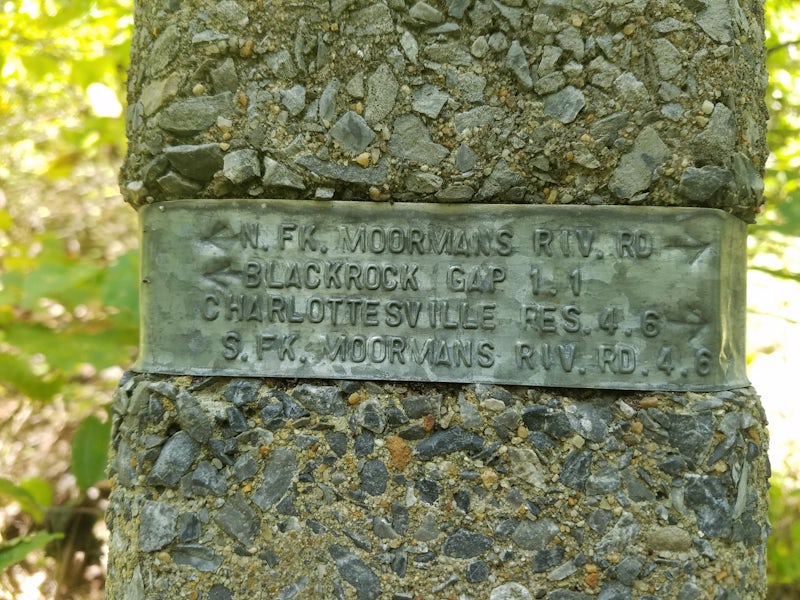 ← N. FK. MOORMANS RIV. RD →
← BLACKROCK GAP 1.1
CHARLOTTESVILLE RES. 4.6 →
S. FK. MOORMANS RIV. RD. 4.6